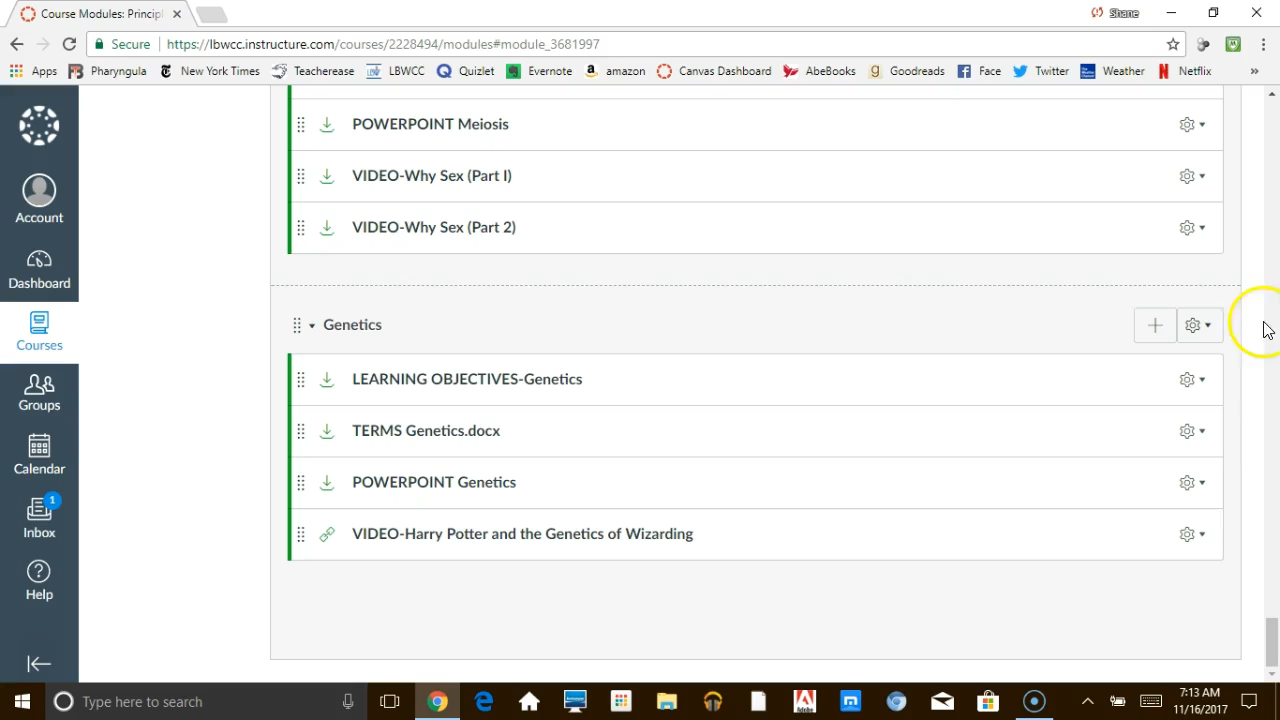 Course Modules: Princip
Shane
Secure
https://lbwcc.instructure.com/courses/2228494/modules#module_3681997
Apps Pharyngula New York Times Teacherease LBWCC Quizlet Evernote amazon Canvas Dashboard AbeBooks Goodreads Face Twitter Weather Netflix »
POWERPOINT Meiosis
VIDEO-Why Sex (Part I)
VIDEO-Why Sex (Part 2)
Genetics
LEARNING OBJECTIVES-Genetics
TERMS Genetics.docx
POWERPOINT Genetics
VIDEO-Harry Potter and the Genetics of Wizarding
Account
Dashboard
Courses
Groups
Calendar
1
Inbox
Help
Type here to search
7:13 AM
11/16/2017